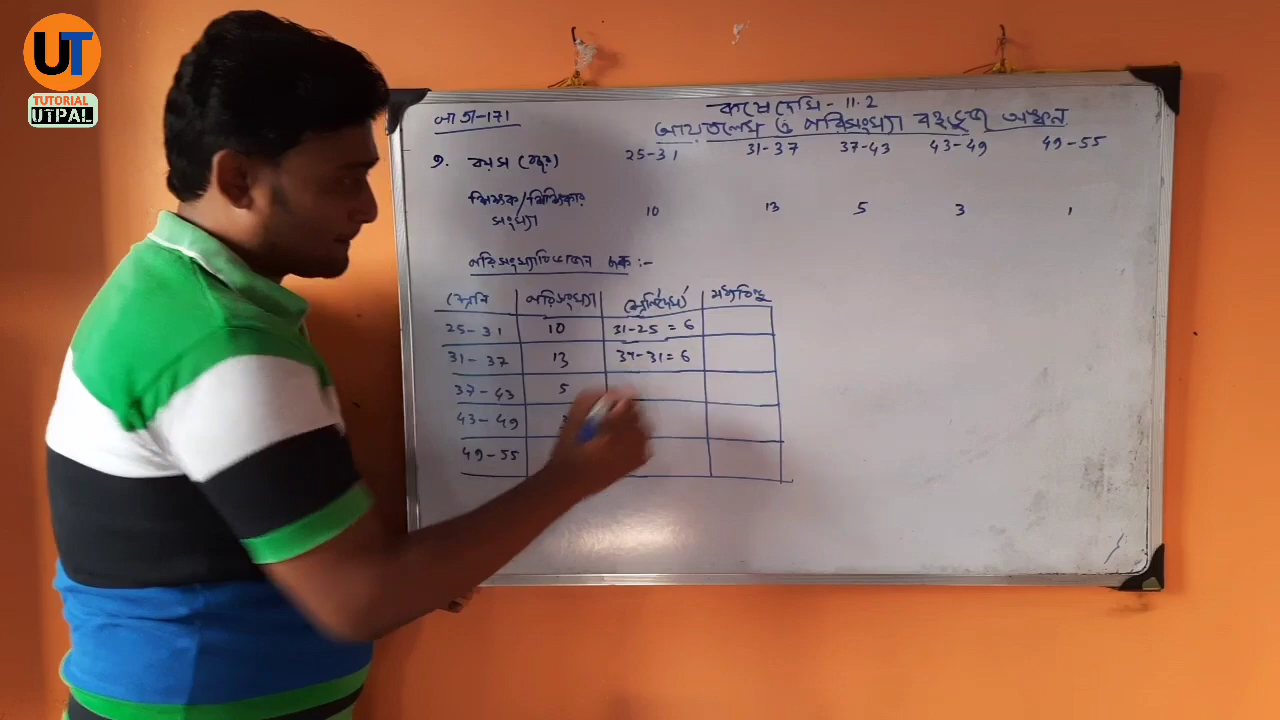 UT
TUTORIAL
UTPAL
কষে দেখি - 11.2
পাতা-171
আয়তলেখ ও পরিসংখ্যা বহুভুজ অঙ্কন
৭. বয়স (বছর) 25-31 31-37 37-43 43-49 49-55
শিক্ষক/শিক্ষিকার সংখ্যা 10 13 5 3 1
পরিসংখ্যাবিভাজন ছক :-
শ্রেণি পরিসংখ্যা শ্রেণিদৈর্ঘ্য মধ্যবিন্দু
25-31 10 31-25 = 6
31-37 13 37-31 = 6
37-43 5
43-49
49-55